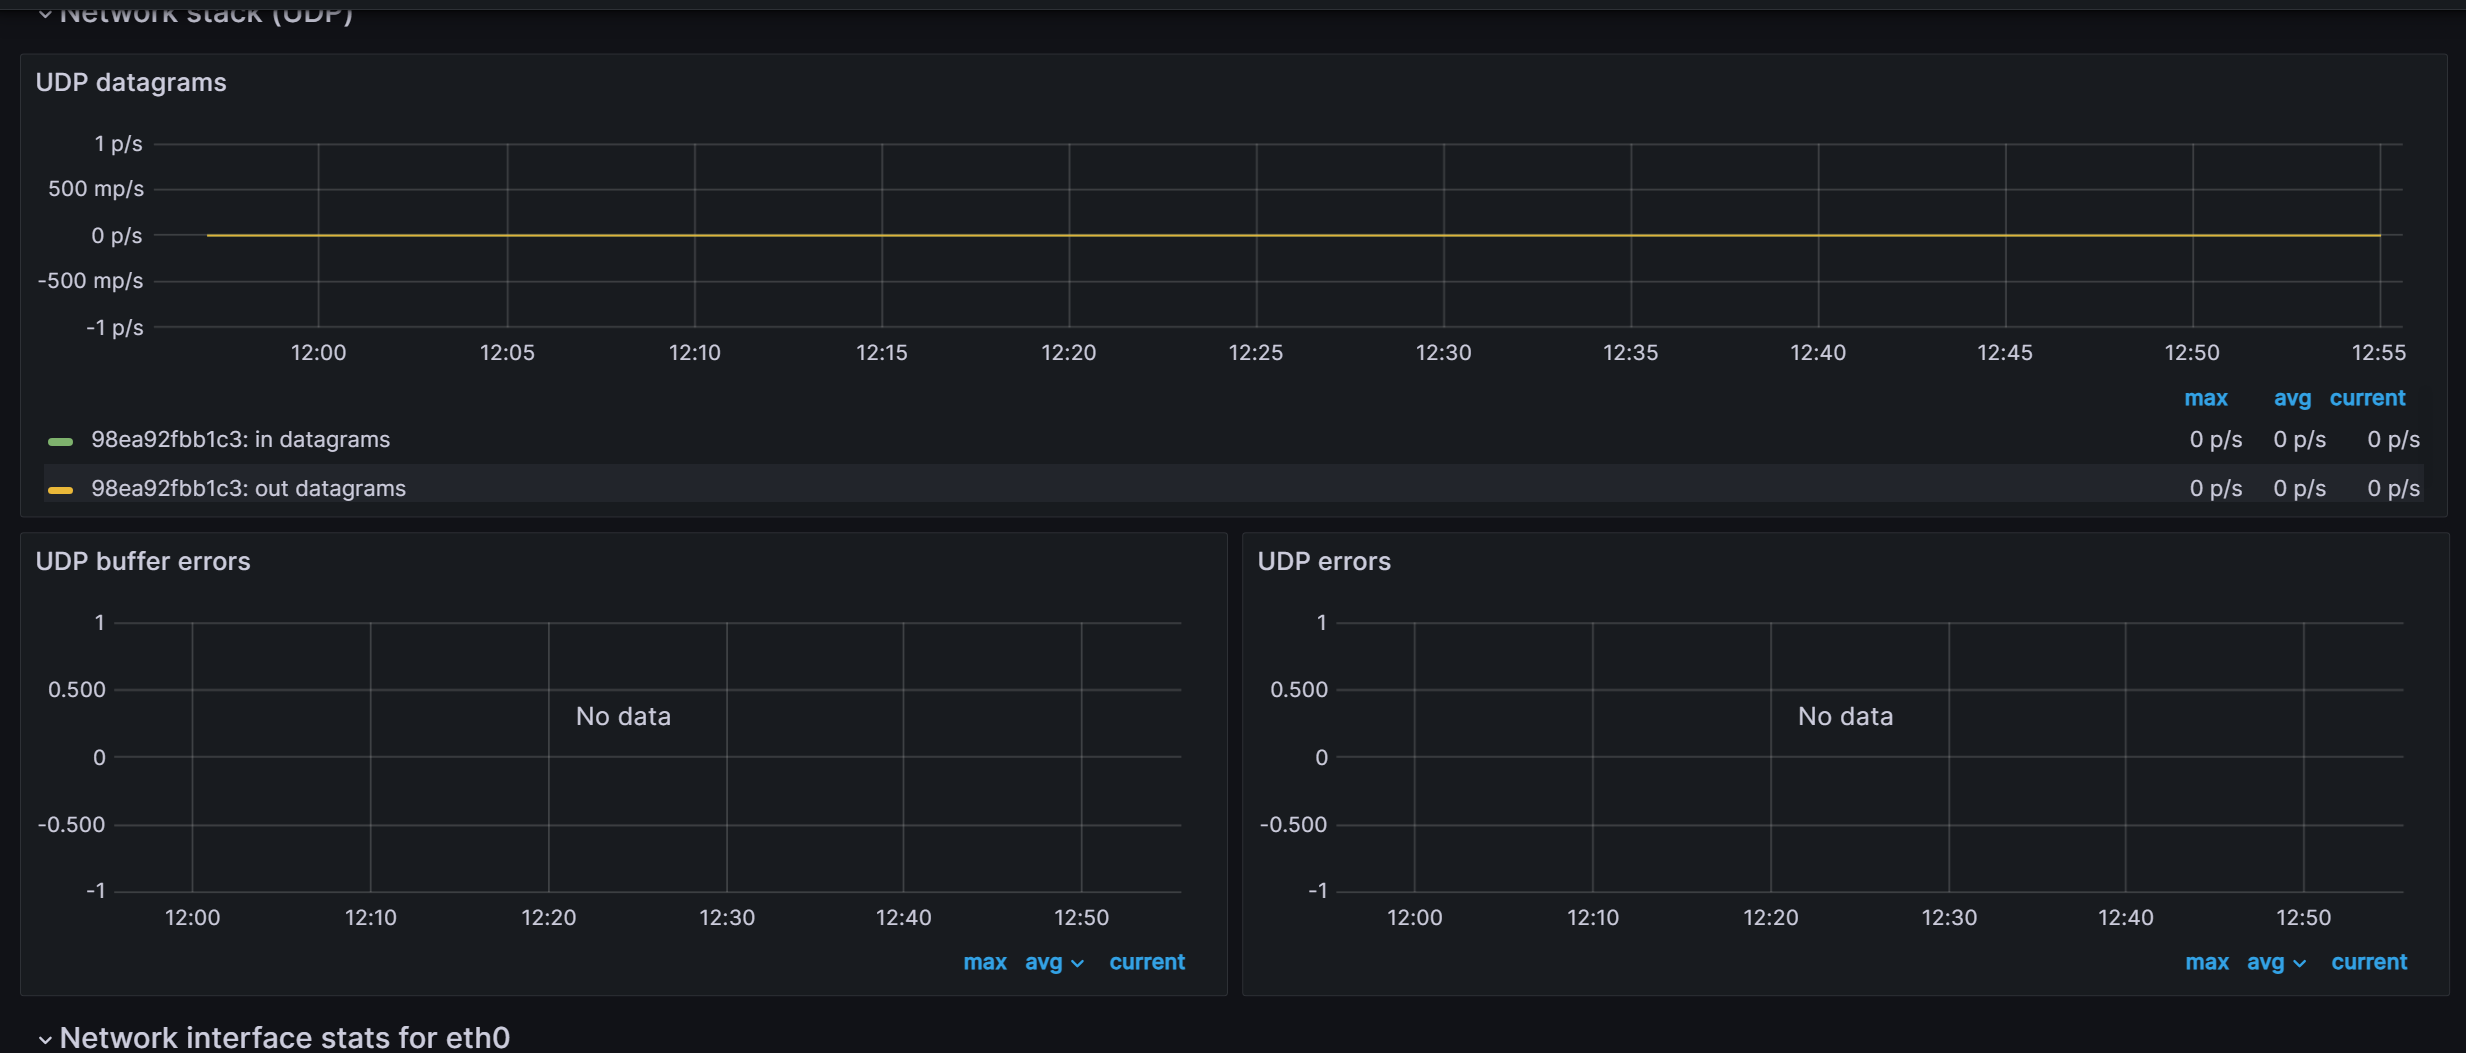 Network stack (UDP)
UDP datagrams
1 p/s
500 mp/s
0 p/s
-500 mp/s
-1 p/s
12:00 12:05 12:10 12:15 12:20 12:25 12:30 12:35 12:40 12:45 12:50 12:55
max avg current
98ea92fbb1c3: in datagrams 0 p/s 0 p/s 0 p/s
98ea92fbb1c3: out datagrams 0 p/s 0 p/s 0 p/s
UDP buffer errors
1
0.500
No data
0
-0.500
-1
12:00 12:10 12:20 12:30 12:40 12:50
max avg current
UDP errors
1
0.500
No data
0
-0.500
-1
12:00 12:10 12:20 12:30 12:40 12:50
max avg current
Network interface stats for eth0